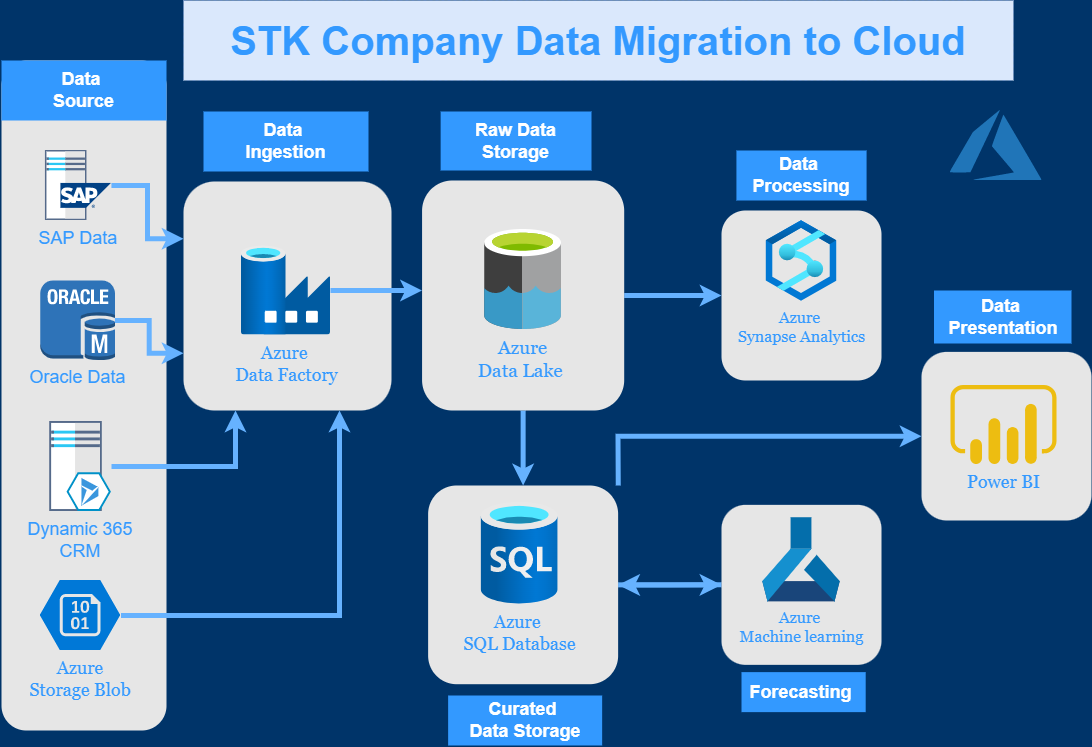 STK Company Data Migration to Cloud
Data
Source
SAP
SAP Data
ORACLE
M
Oracle Data
Dynamic 365
CRM
10
01
Azure
Storage Blob
Data
Ingestion
Azure
Data Factory
Raw Data
Storage
Azure
Data Lake
Data
Processing
Azure
Synapse Analytics
Data
Presentation
Power BI
SQL
Azure
SQL Database
Curated
Data Storage
Azure
Machine learning
Forecasting